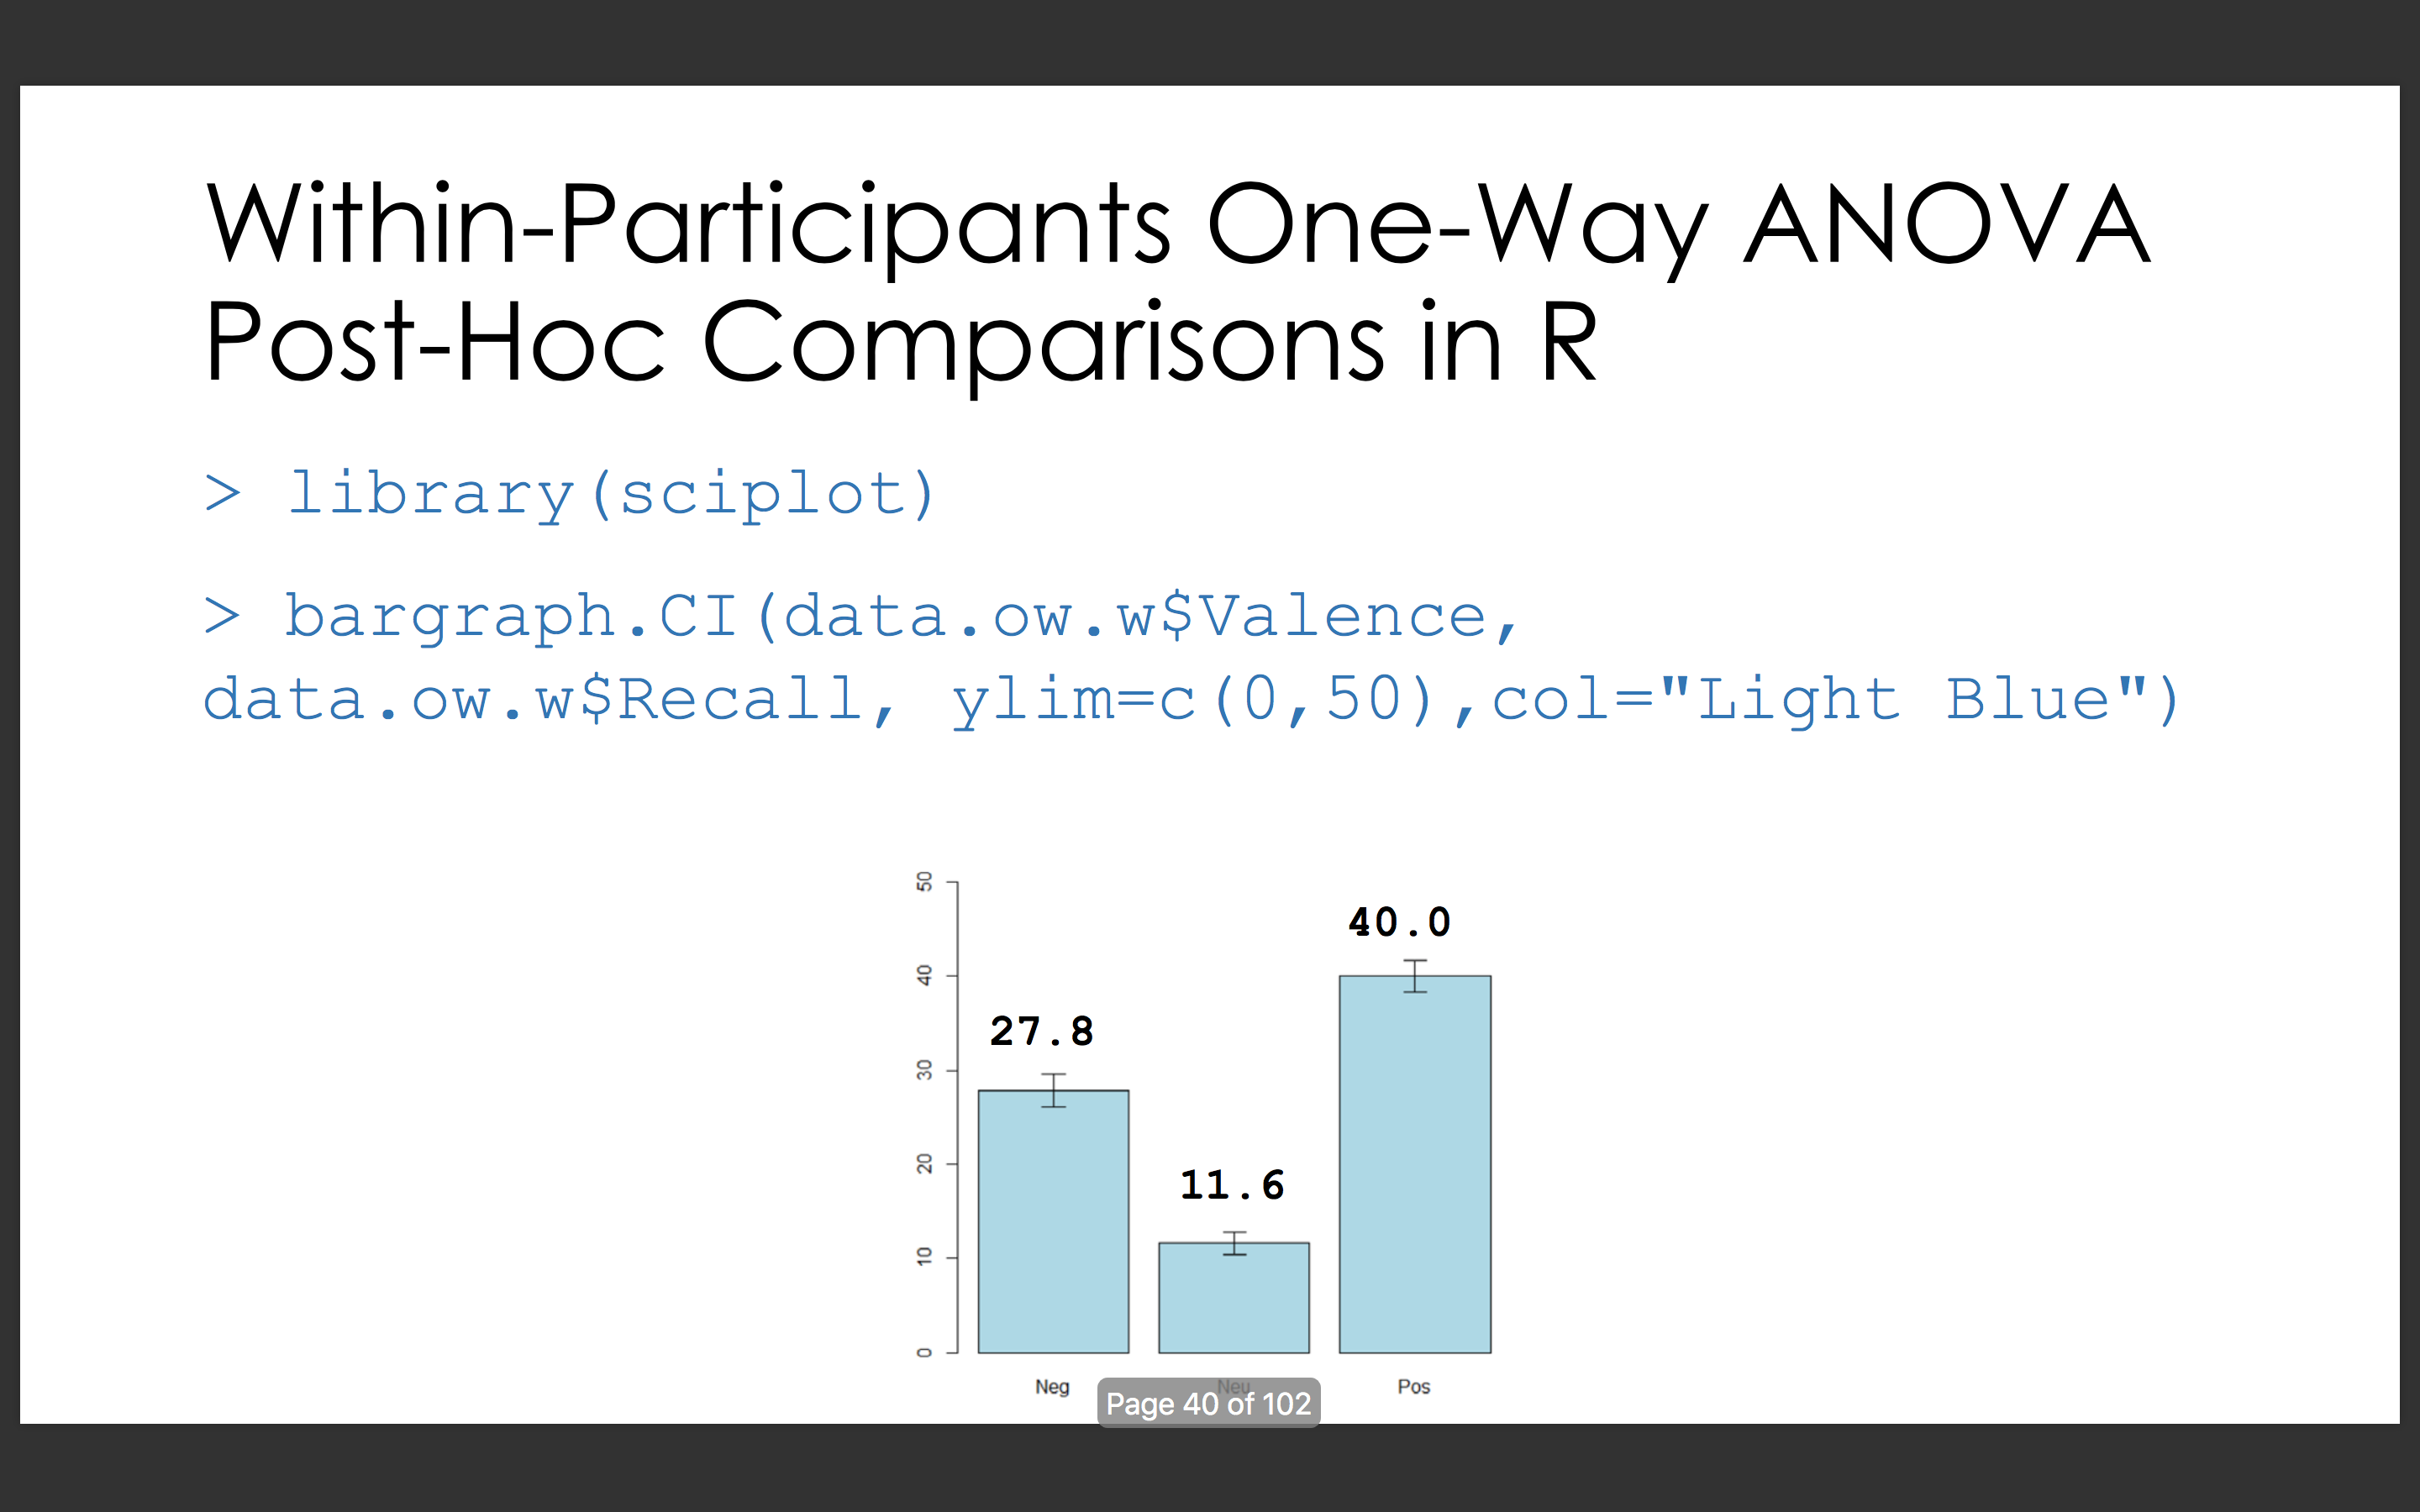 Within-Participants One-Way ANOVA
Post-Hoc Comparisons in R
> library(sciplot)
> bargraph.CI(data.ow.w$Valence,
data.ow.w$Recall, ylim=c(0,50),col="Light Blue")
50
40.0
40
27.8
30
20
11.6
10
0
Neg Neu Pos
Page 40 of 102